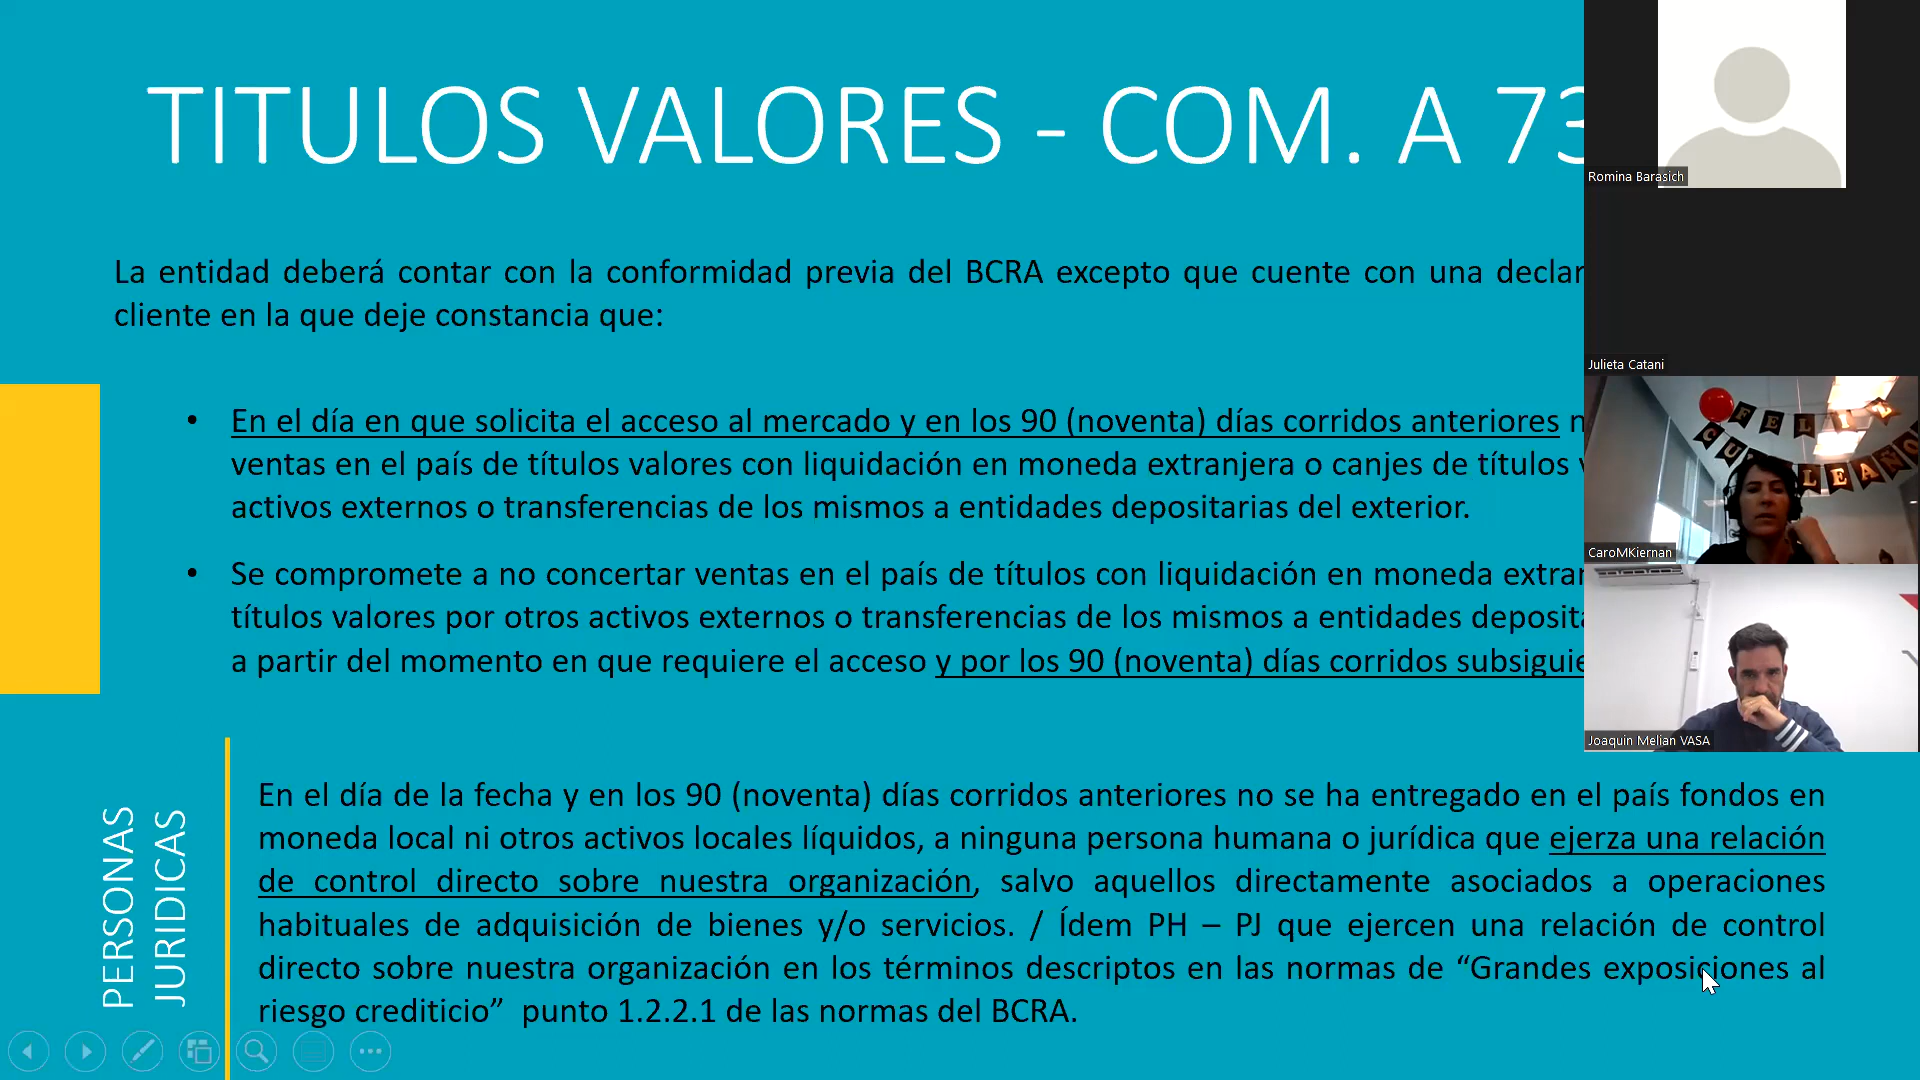 TITULOS VALORES - COM. A 73
Romina Barasich
La entidad deberá contar con la conformidad previa del BCRA excepto que cuente con una declar
cliente en la que deje constancia que:
Julieta Catani
• En el día en que solicita el acceso al mercado y en los 90 (noventa) días corridos anteriores n
ventas en el país de títulos valores con liquidación en moneda extranjera o canjes de títulos v
activos externos o transferencias de los mismos a entidades depositarias del exterior.
FELIZ
CUMPLEAÑOS
CaroMKiernan
• Se compromete a no concertar ventas en el país de títulos con liquidación en moneda extran
títulos valores por otros activos externos o transferencias de los mismos a entidades deposita
a partir del momento en que requiere el acceso y por los 90 (noventa) días corridos subsiguie
Joaquin Melian VASA
PERSONAS
JURIDICAS
En el día de la fecha y en los 90 (noventa) días corridos anteriores no se ha entregado en el país fondos en
moneda local ni otros activos locales líquidos, a ninguna persona humana o jurídica que ejerza una relación
de control directo sobre nuestra organización, salvo aquellos directamente asociados a operaciones
habituales de adquisición de bienes y/o servicios. / Ídem PH – PJ que ejercen una relación de control
directo sobre nuestra organización en los términos descriptos en las normas de “Grandes exposiciones al
riesgo crediticio” punto 1.2.2.1 de las normas del BCRA.